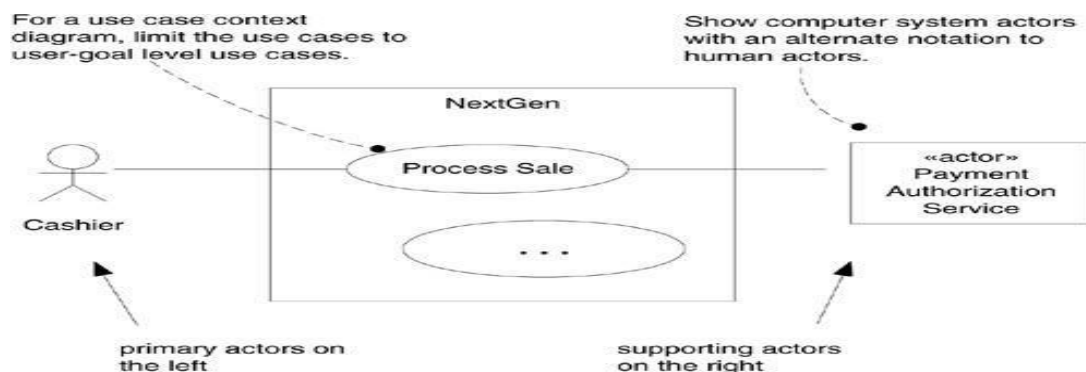 For a use case context
diagram, limit the use cases to
user-goal level use cases.
Show computer system actors
with an alternate notation to
human actors.
NextGen
Process Sale
Cashier
«actor»
Payment
Authorization
Service
. . .
primary actors on
the left
supporting actors
on the right